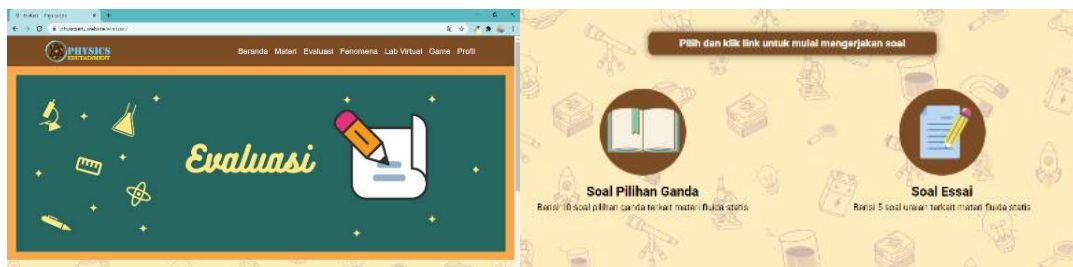 PHYSICS
EDUTAINMENT
Beranda Materi Evaluasi Fenomena Lab Virtual Game Profil
Evaluasi
Pilih dan klik link untuk mulai mengerjakan soal
Soal Pilihan Ganda
Berisi 10 soal pilihan ganda terkait materi fluida statis
Soal Essai
Berisi 5 soal uraian terkait materi fluida statis